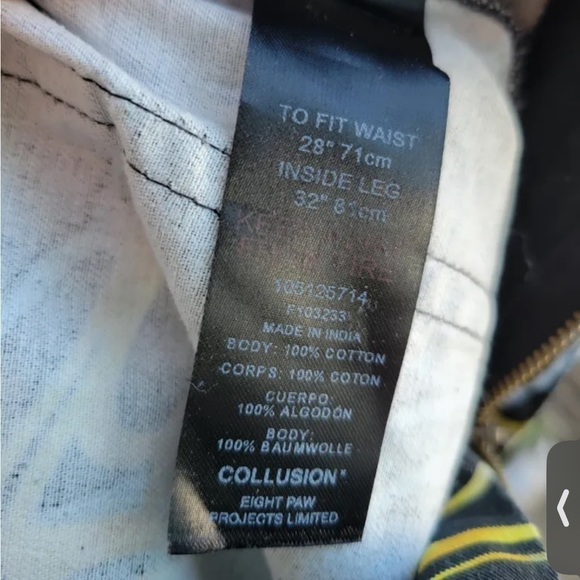 TO FIT WAIST
28" 71cm
INSIDE LEG
32" 81cm
FY03233
MADE IN INDIA
BODY: 100% COTTON
CORPS: 100% COTON
CUERPO:
100% ALGODÓN
BODY:
100% BAUMWOLLE
COLLUSION
EIGHT PAW
PROJECTS LIMITED